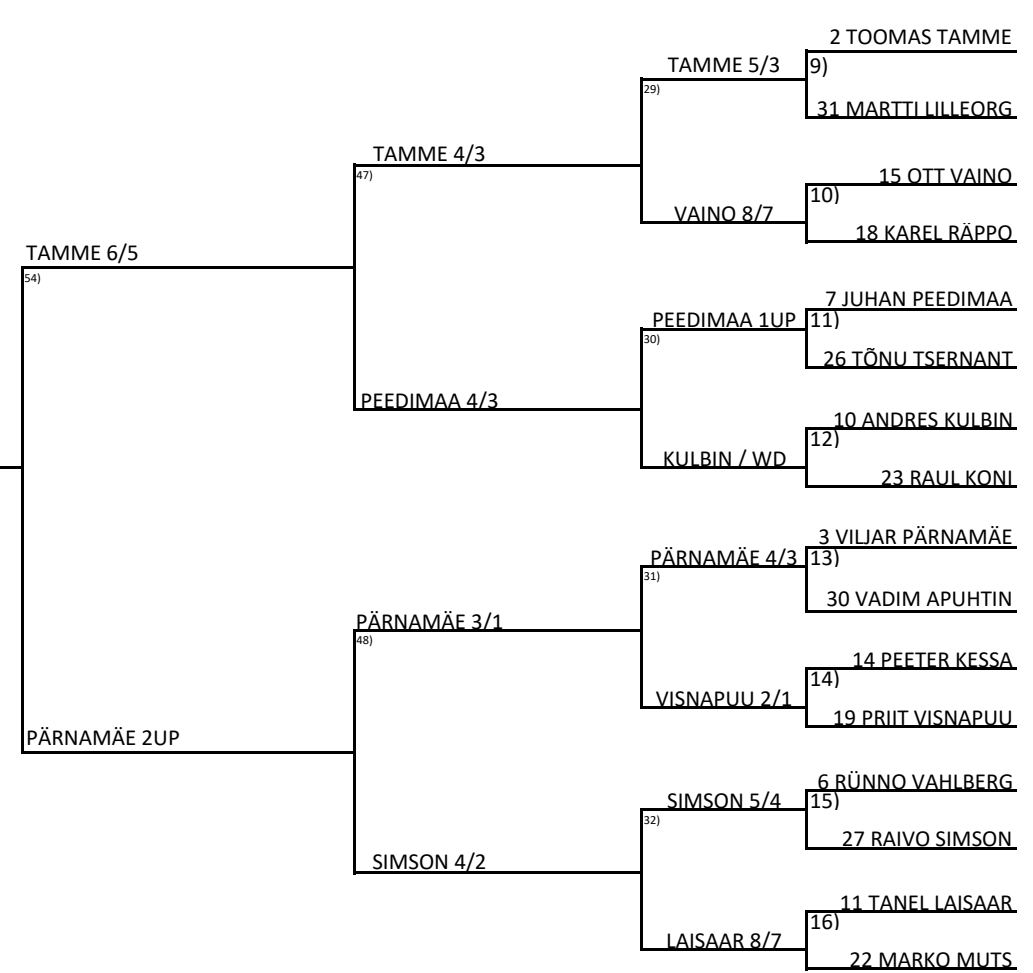 2 TOOMAS TAMME
TAMME 5/3
9)
29)
31 MARTTI LILLEORG
TAMME 4/3
47)
15 OTT VAINO
10)
VAINO 8/7
18 KAREL RÄPPO
TAMME 6/5
54)
7 JUHAN PEEDIMAA
PEEDIMAA 1UP
11)
30)
26 TÕNU TSERNANT
PEEDIMAA 4/3
10 ANDRES KULBIN
12)
KULBIN / WD
23 RAUL KONI
3 VILJAR PÄRNAMÄE
PÄRNAMÄE 4/3
13)
31)
30 VADIM APUHTIN
PÄRNAMÄE 3/1
48)
14 PEETER KESSA
14)
VISNAPUU 2/1
19 PRIIT VISNAPUU
PÄRNAMÄE 2UP
6 RÜNNO VAHLBERG
SIMSON 5/4
15)
32)
27 RAIVO SIMSON
SIMSON 4/2
11 TANEL LAISAAR
16)
LAISAAR 8/7
22 MARKO MUTS